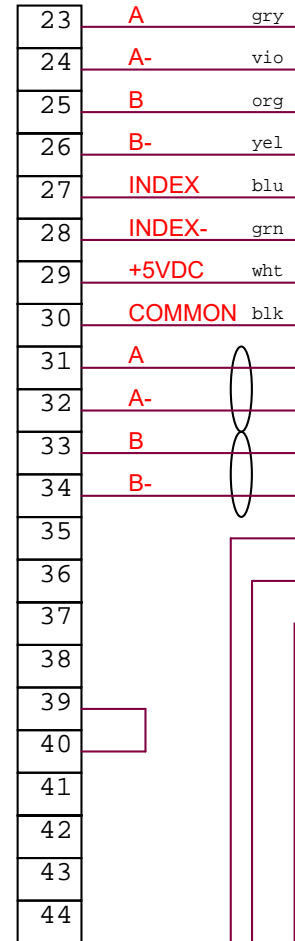 23 A gry
24 A- vio
25 B org
26 B- yel
27 INDEX blu
28 INDEX- grn
29 +5VDC wht
30 COMMON blk
31 A
32 A-
33 B
34 B-
35
36
37
38
39
40
41
42
43
44